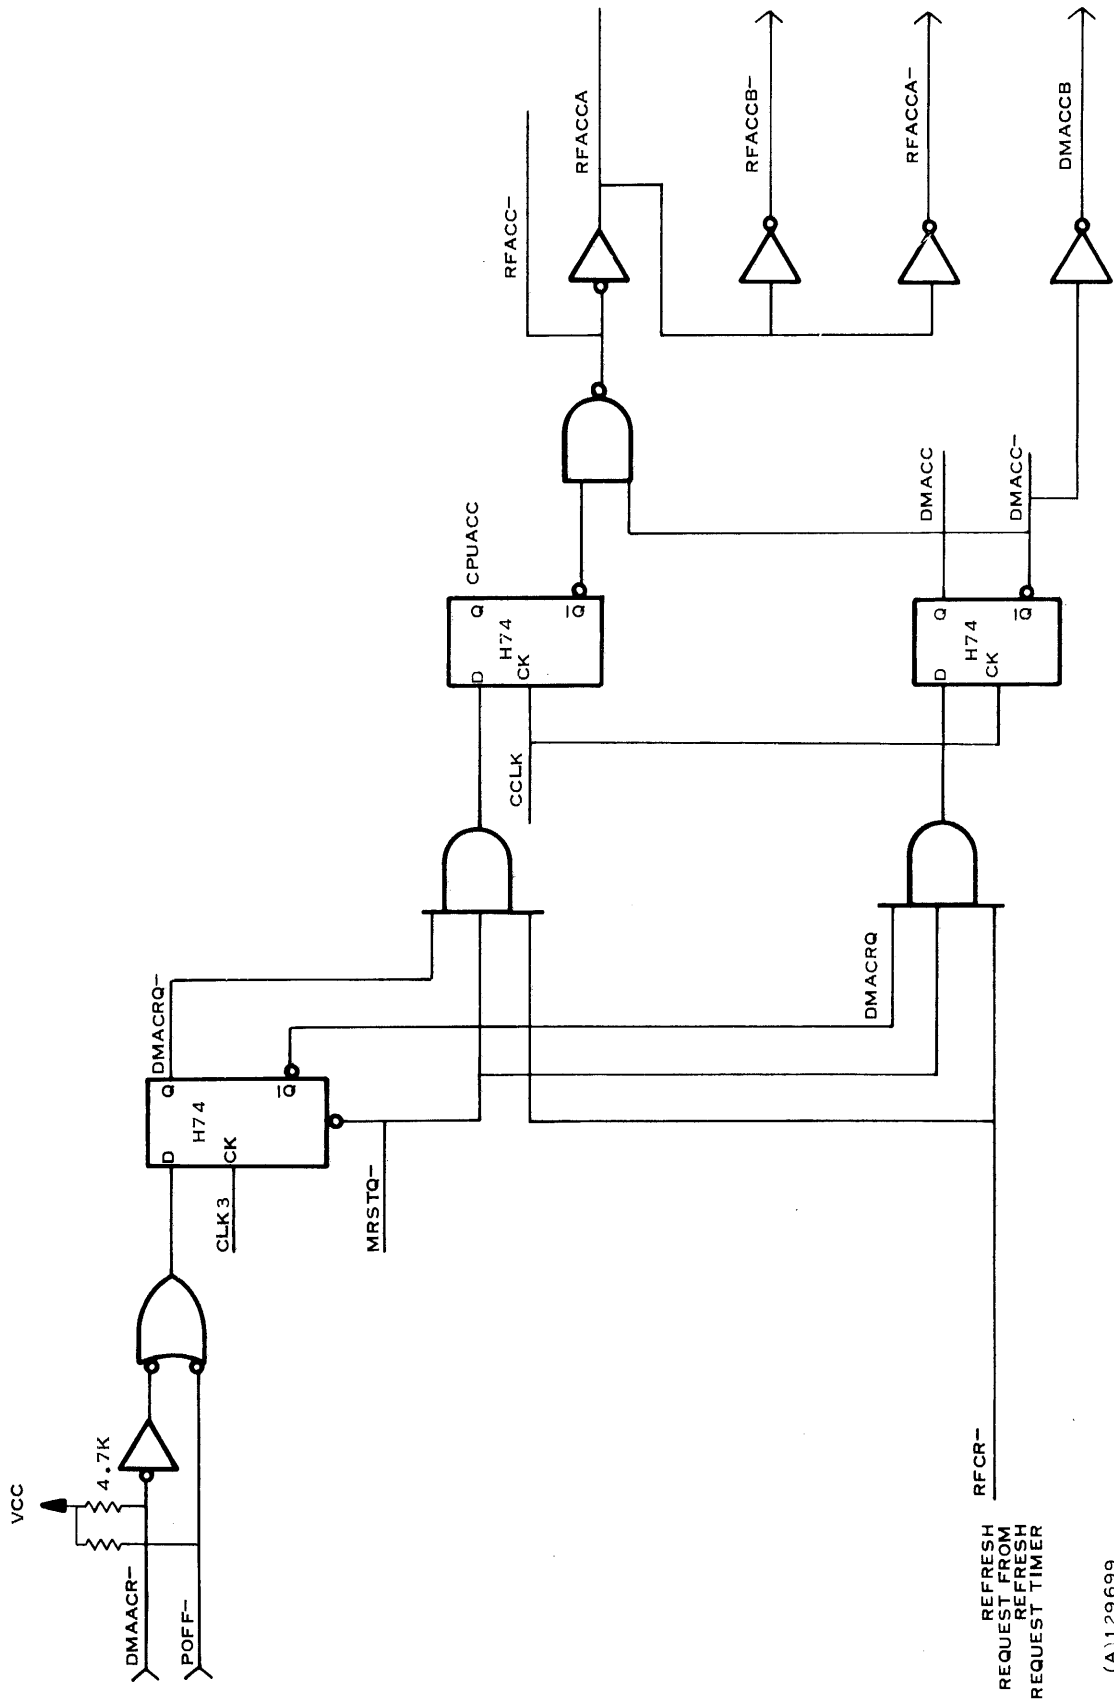 VCC
4.7K
DMAACR-
POFF-
D
Q
H74
CK
Q
CLK3
MRSTQ-
DMACRQ-
DMACRQ
RFCR-
REFRESH
REQUEST FROM
REFRESH
REQUEST TIMER
CCLK
D
Q
H74
CK
Q
CPUACC
D
Q
H74
CK
Q
DMACC
DMACC-
RFACC-
RFACCA
RFACCB-
RFACCA-
DMACCB
(A)129699